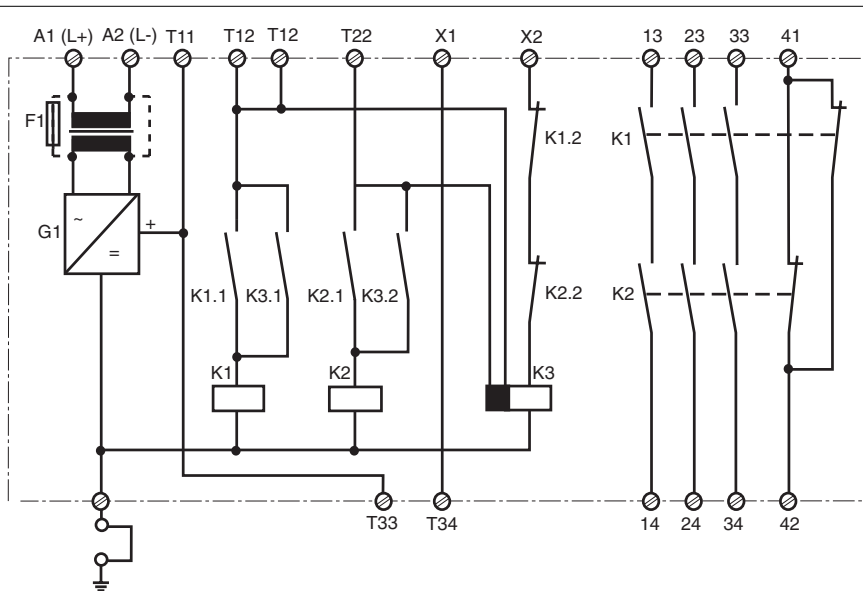 A1 (L+) A2 (L-) T11 T12 T12 T22 X1 X2 13 23 33 41
F1
K1.2
K1
G1 ~ +
=
K1.1 K3.1 K2.1 K3.2 K2.2 K2
K1 K2 K3
T33 T34 14 24 34 42